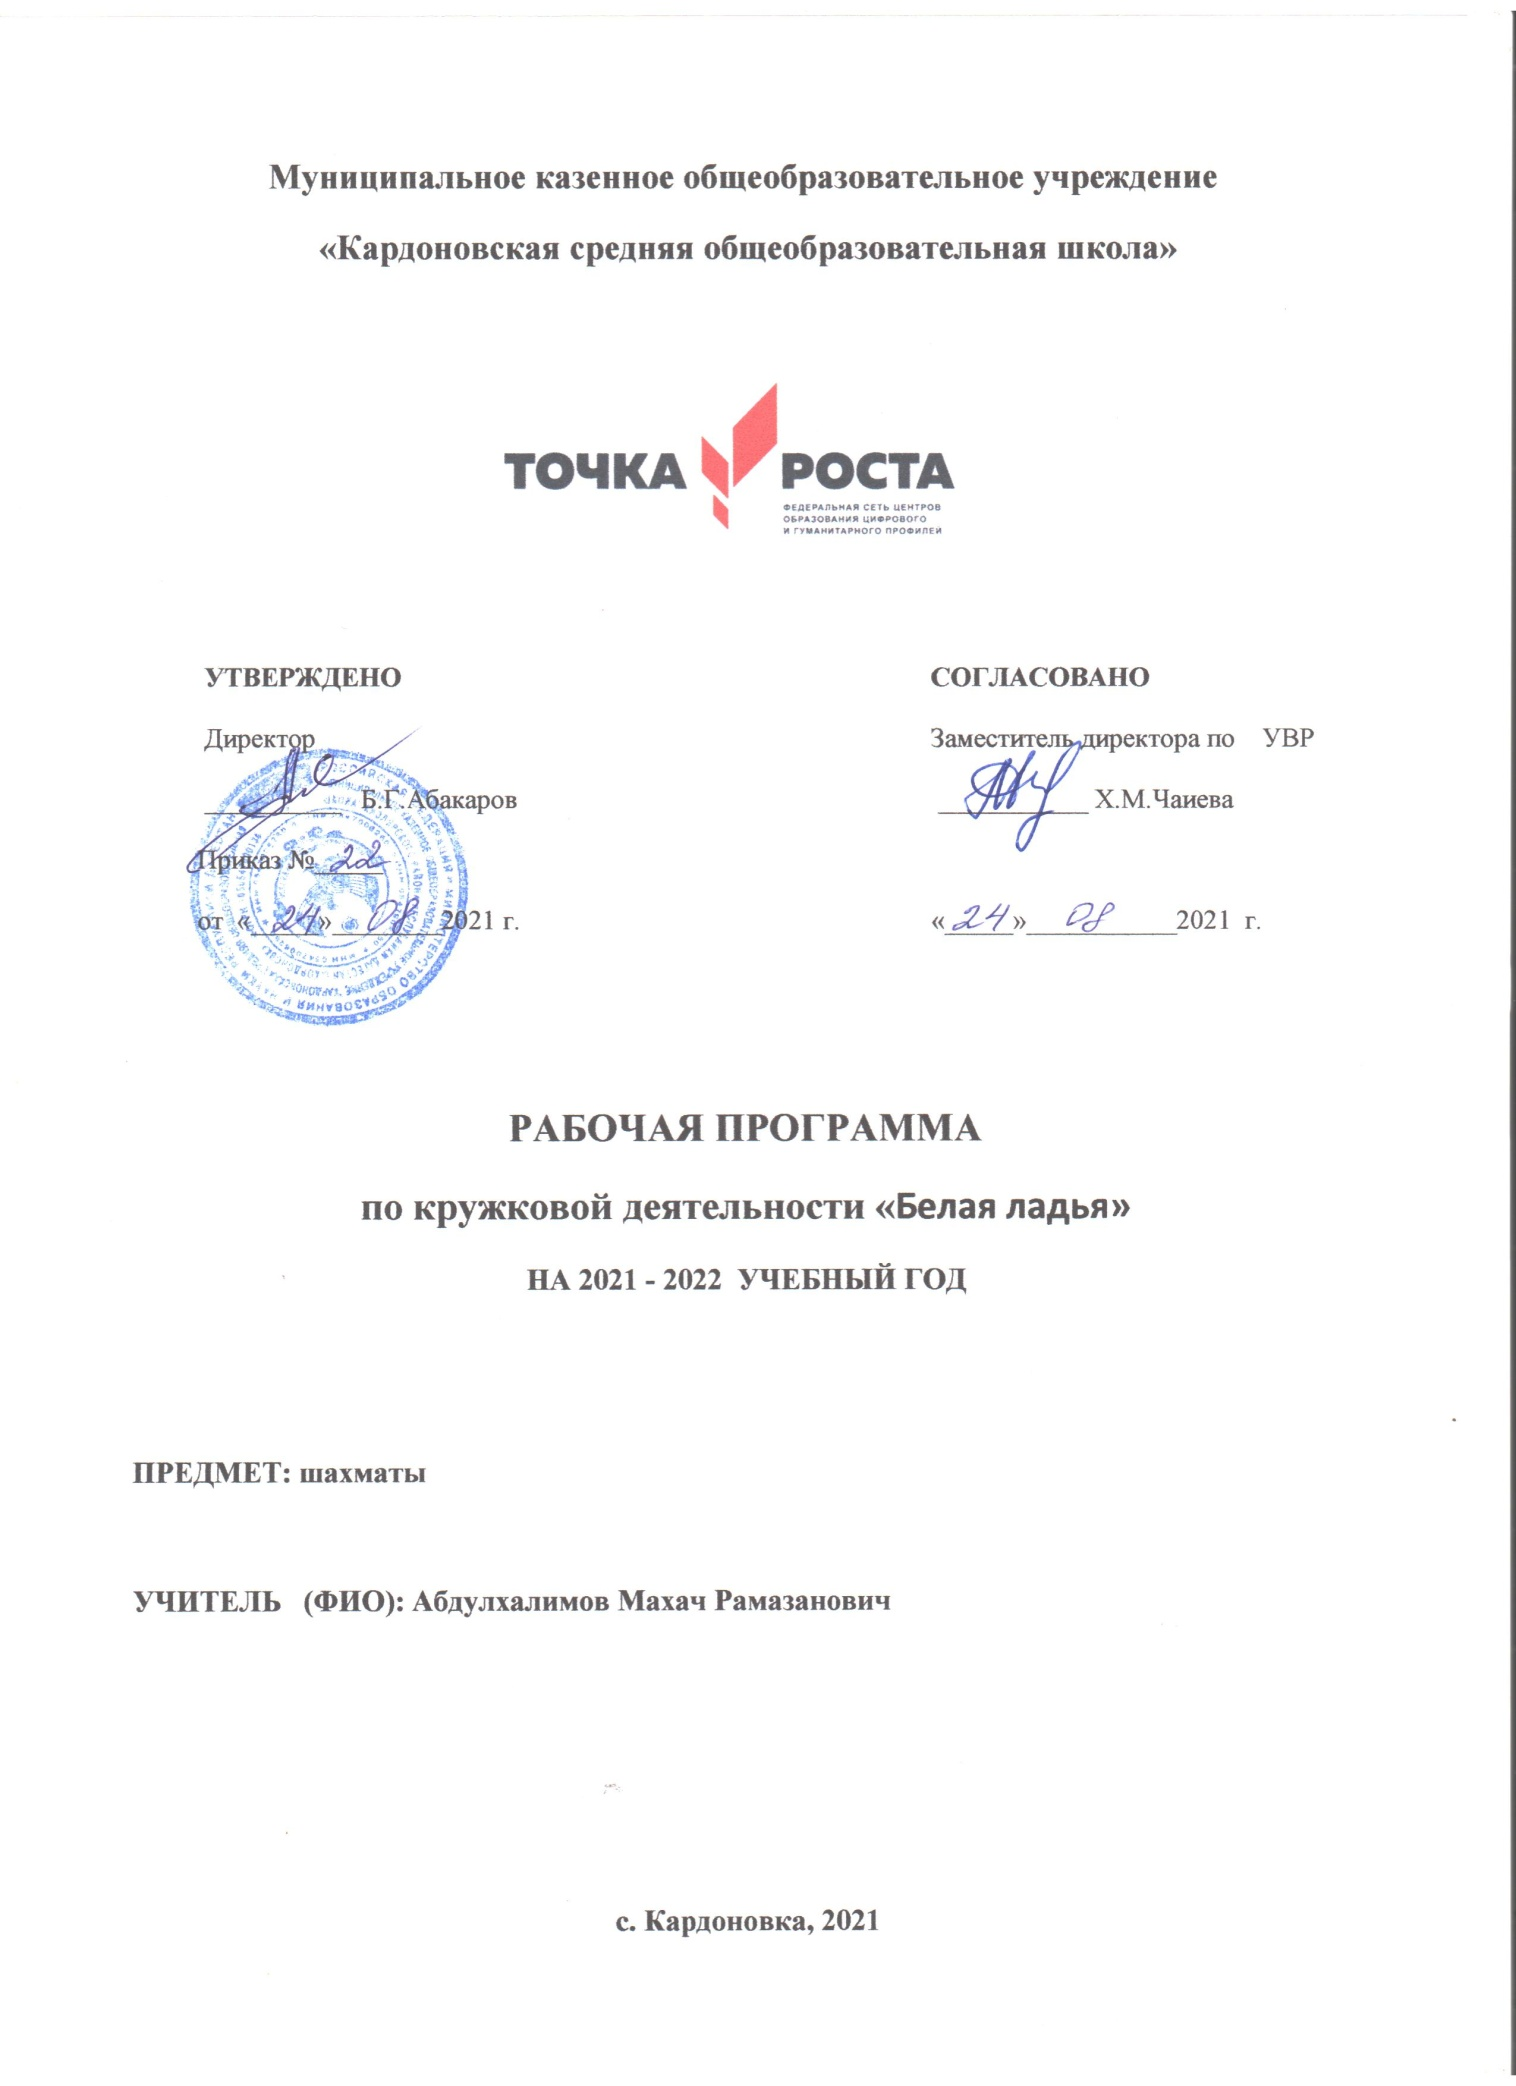 Муниципальное казенное общеобразовательное учреждение
«Кардоновская средняя общеобразовательная школа»
ТОЧКА РОСТА
ФЕДЕРАЛЬНАЯ СЕТЬ ЦЕНТРОВ
ОБРАЗОВАНИЯ ЦИФРОВОГО
И ГУМАНИТАРНОГО ПРОФИЛЕЙ
УТВЕРЖДЕНО
Директор
Б.Г.Абакаров
Приказ № 22
от «24» 08 2021 г.
СОГЛАСОВАНО
Заместитель директора по УВР
Х.М.Чаиева
«24» 08 2021 г.
РАБОЧАЯ ПРОГРАММА
по кружковой деятельности «Белая ладья»
НА 2021 - 2022 УЧЕБНЫЙ ГОД
ПРЕДМЕТ: шахматы
УЧИТЕЛЬ (ФИО): Абдулхалимов Махач Рамазанович
с. Кардоновка, 2021